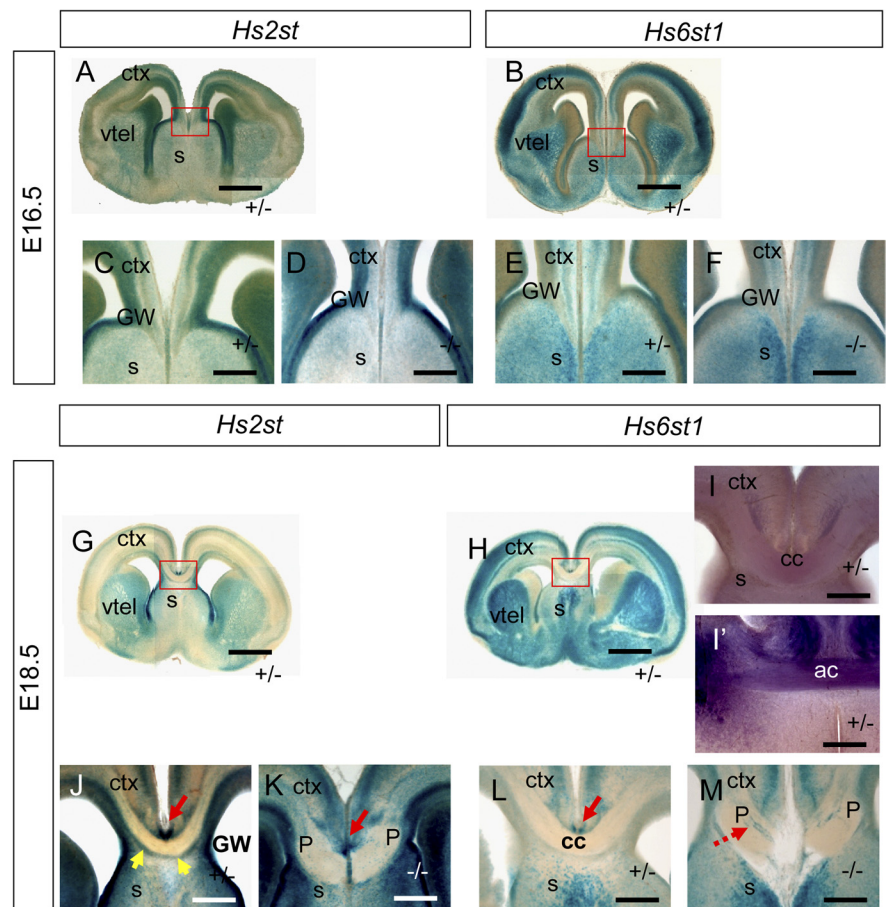 Hs2st
Hs6st1
E16.5
A
ctx
vtel
s
+/-
B
ctx
vtel
s
+/-
C
ctx
GW
s
+/-
D
ctx
GW
s
-/-
E
ctx
GW
s
+/-
F
ctx
GW
s
-/-
Hs2st
Hs6st1
E18.5
G
ctx
vtel
s
+/-
H
ctx
vtel
s
+/-
I
ctx
cc
s
+/-
I'
ac
+/-
J
ctx
GW
s
+/-
K
ctx
P
P
s
-/-
L
ctx
cc
s
+/-
M
ctx
P
P
s
-/-